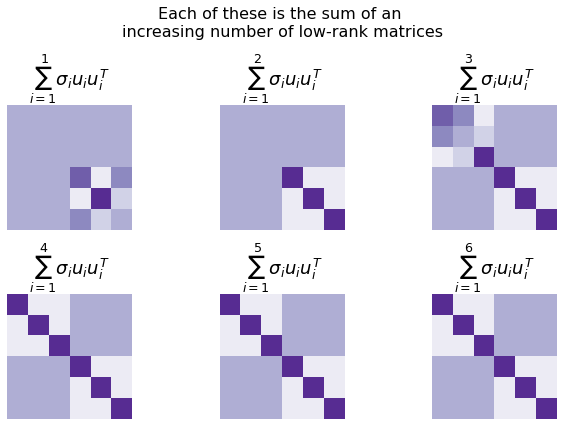 Each of these is the sum of an
increasing number of low-rank matrices
1 2 3
∑ σᵢuᵢuᵢᵀ ∑ σᵢuᵢuᵢᵀ ∑ σᵢuᵢuᵢᵀ
i = 1 i = 1 i = 1
4 5 6
∑ σᵢuᵢuᵢᵀ ∑ σᵢuᵢuᵢᵀ ∑ σᵢuᵢuᵢᵀ
i = 1 i = 1 i = 1